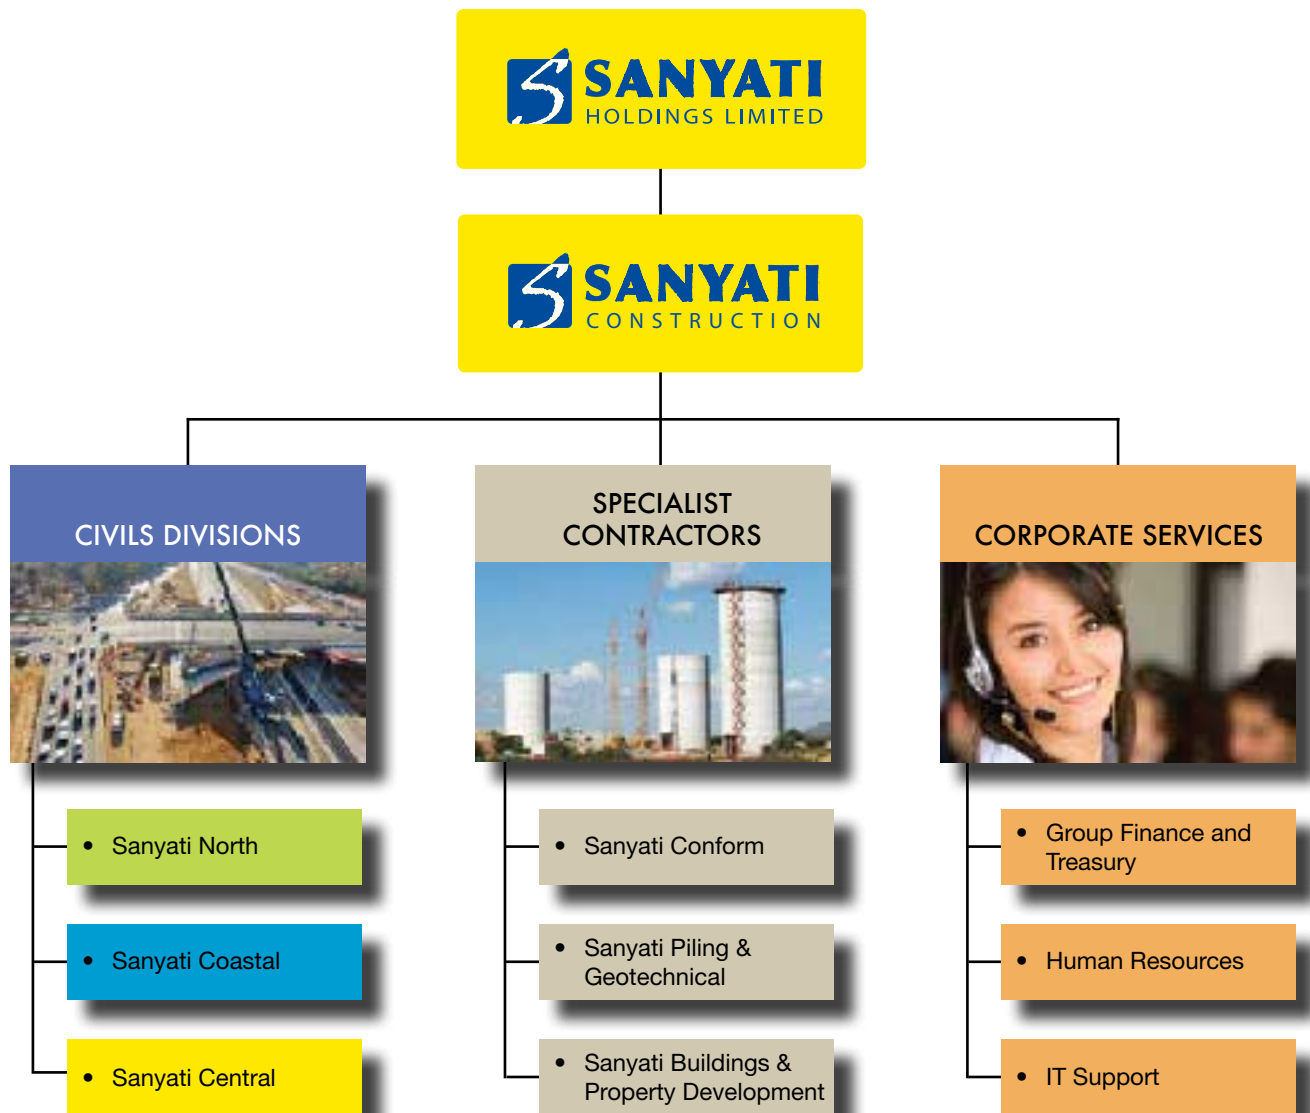 SANYATI
HOLDINGS LIMITED
SANYATI
CONSTRUCTION
CIVILS DIVISIONS
• Sanyati North
• Sanyati Coastal
• Sanyati Central
SPECIALIST
CONTRACTORS
• Sanyati Conform
• Sanyati Piling &
Geotechnical
• Sanyati Buildings &
Property Development
CORPORATE SERVICES
• Group Finance and
Treasury
• Human Resources
• IT Support